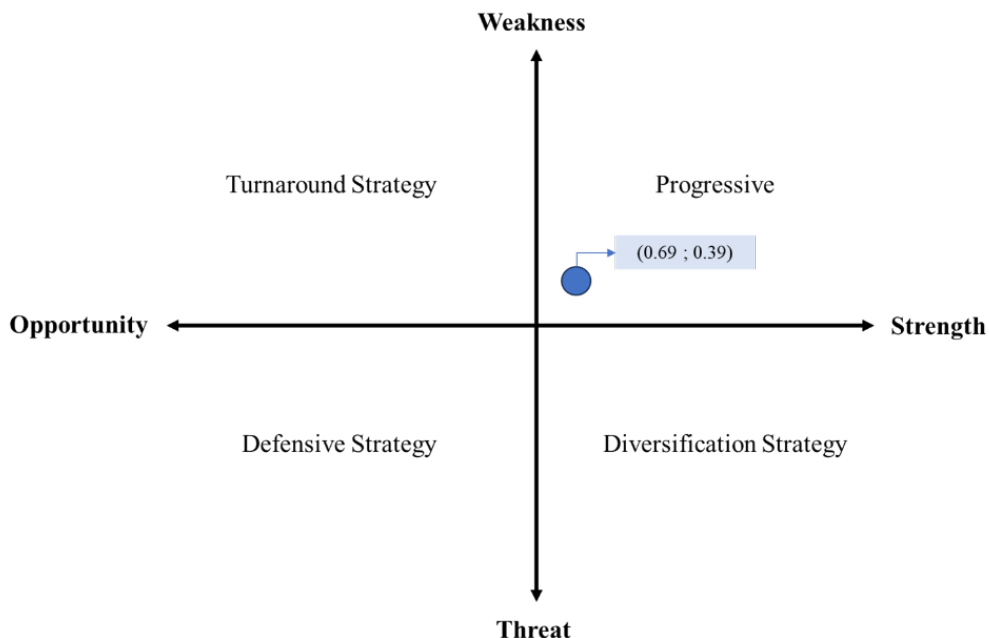 Weakness
Turnaround Strategy
Progressive
(0.69 ; 0.39)
Opportunity
Strength
Defensive Strategy
Diversification Strategy
Threat